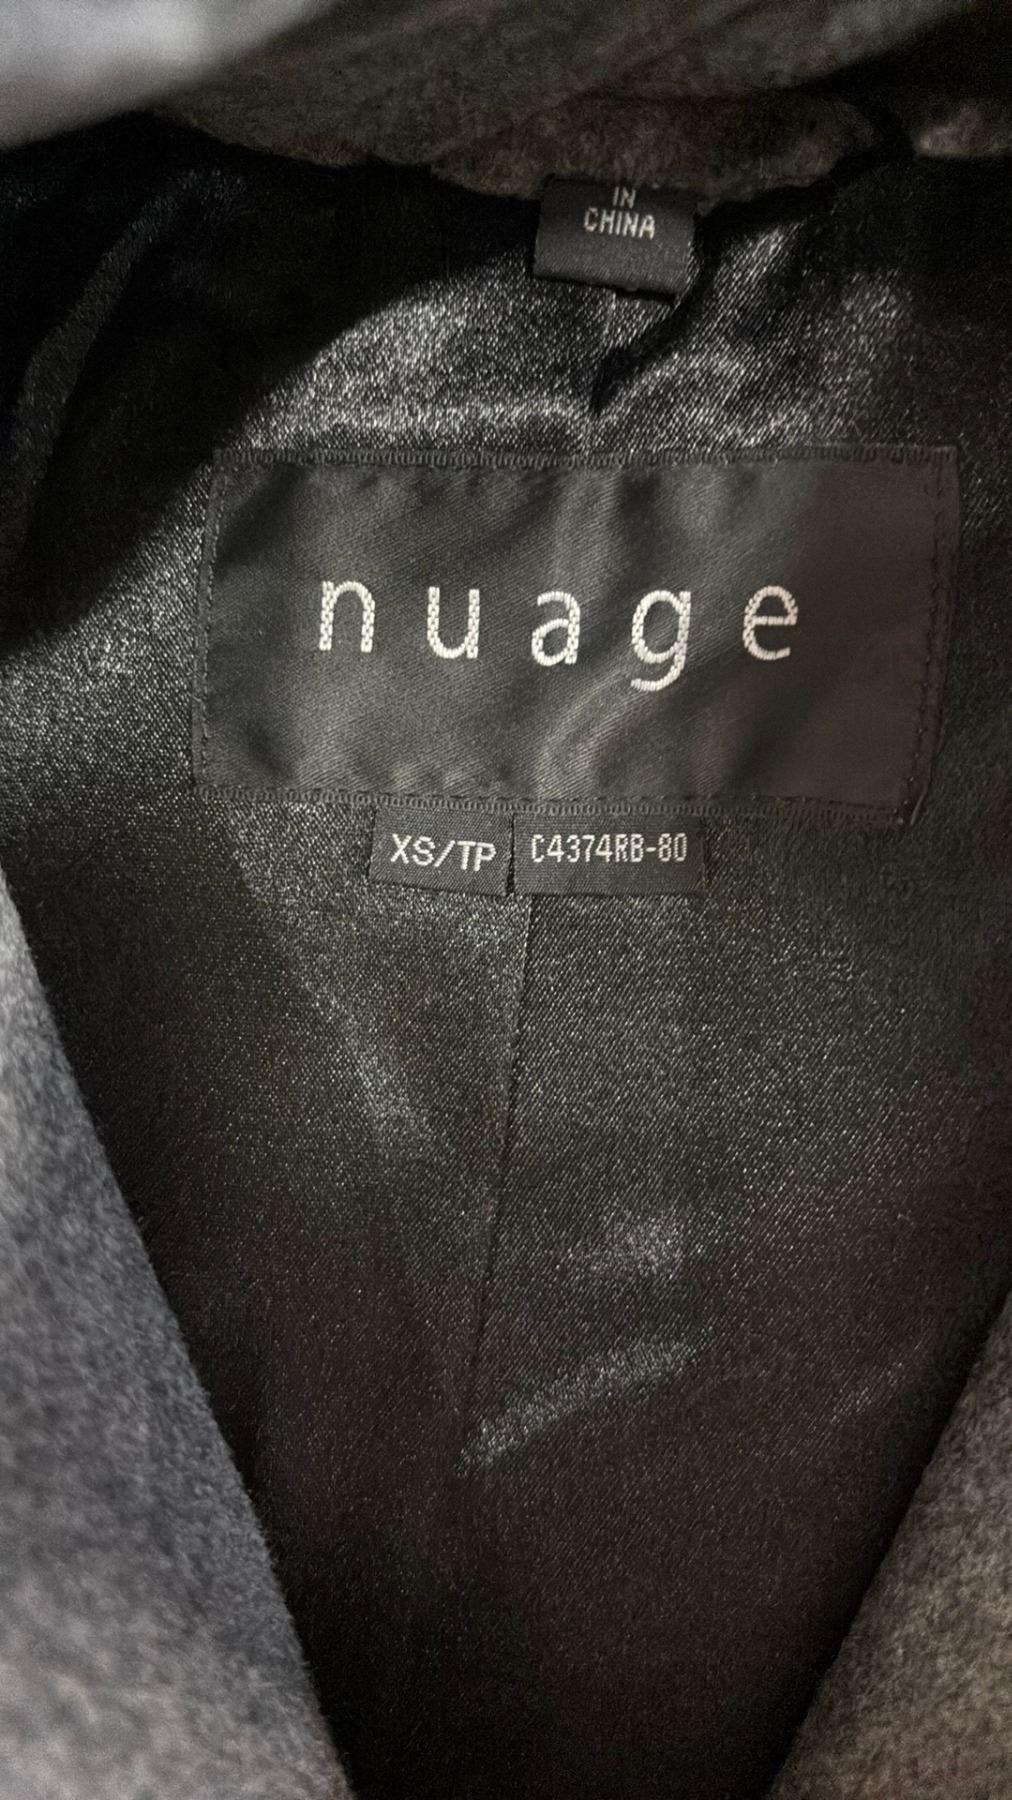 IN
CHINA
nuage
XS/TP
C4374RB-80